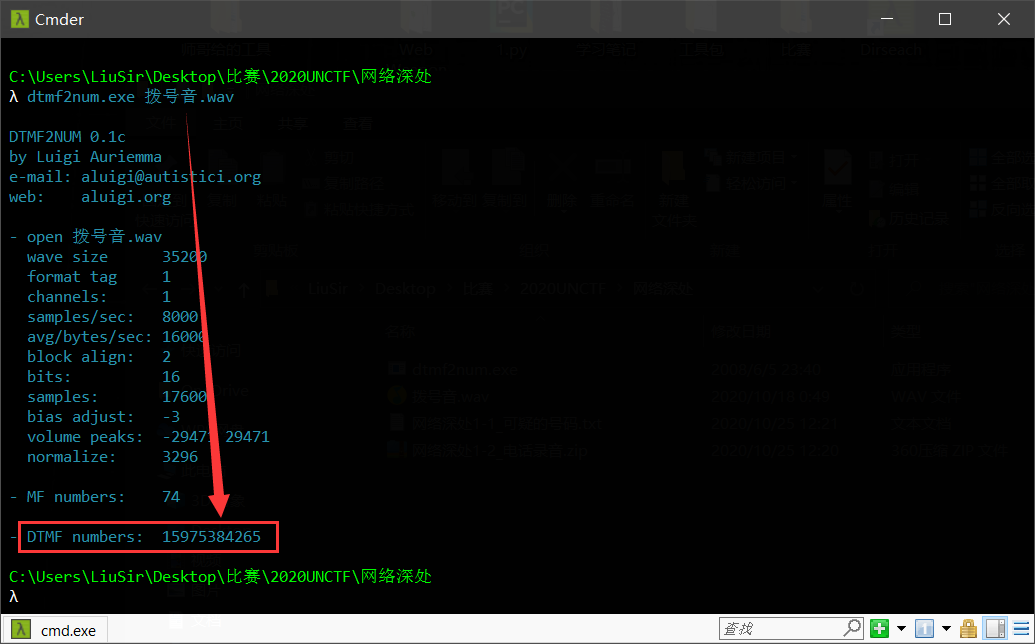 Cmder
C:\Users\LiuSir\Desktop\比赛\2020UNCTF\网络深处
λ dtmf2num.exe 拨号音.wav
DTMF2NUM 0.1c
by Luigi Auriemma
e-mail: aluigi@autistici.org
web:    aluigi.org
- open 拨号音.wav
  wave size      35200
  format tag     1
  channels:      1
  samples/sec:   8000
  avg/bytes/sec: 16000
  block align:   2
  bits:          16
  samples:       17600
  bias adjust:   -3
  volume peaks:  -29471 29471
  normalize:     3296
- MF numbers:    74
- DTMF numbers:  15975384265
C:\Users\LiuSir\Desktop\比赛\2020UNCTF\网络深处
λ
cmd.exe
查找